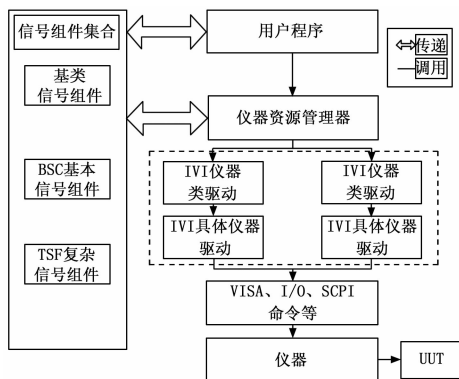 信号组件集合
基类
信号组件
BSC基本
信号组件
TSF复杂
信号组件
用户程序
仪器资源管理器
IVI仪器
类驱动
IVI仪器
类驱动
IVI具体仪器
驱动
IVI具体仪器
驱动
VISA、I/O、SCPI
命令等
仪器
UUT
传递
调用